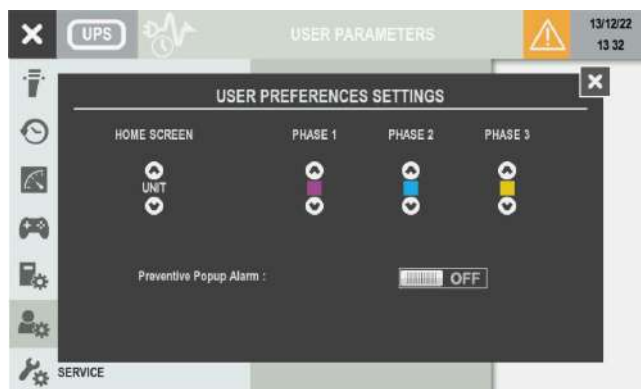 UPS
USER PARAMETERS
13/12/22
13 32
USER PREFERENCES SETTINGS
HOME SCREEN PHASE 1 PHASE 2 PHASE 3
UNIT
Preventive Popup Alarm : OFF
SERVICE